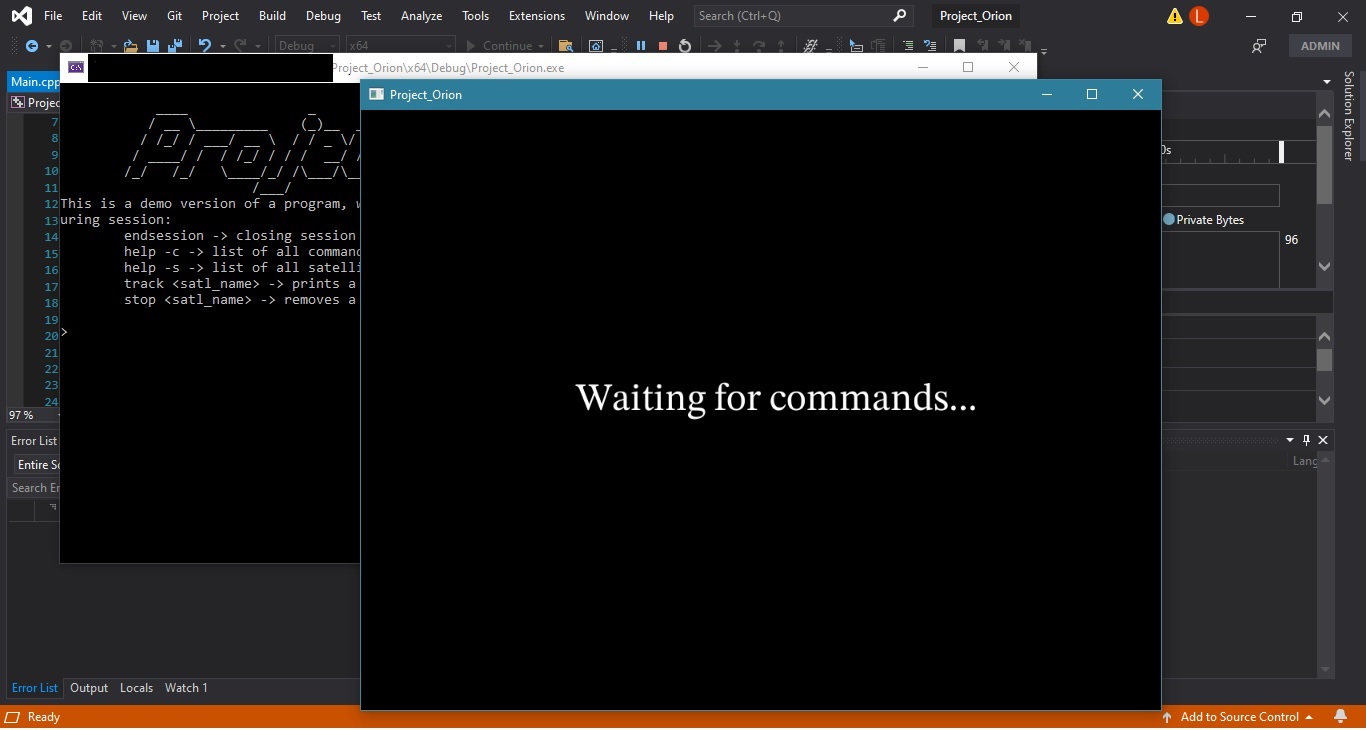 File Edit View Git Project Build Debug Test Analyze Tools Extensions Window Help Search (Ctrl+Q) Project_Orion L
Debug x64 Continue ADMIN
Main.cpp
Project_Orion\x64\Debug\Project_Orion.exe
Projec
Project_Orion
Solution Explorer
7
8
9
10
11
12
13
14
15
16
17
18
19
20
21
22
23
24
This is a demo version of a program, w
uring session:
endsession -> closing session
help -c -> list of all command
help -s -> list of all satelli
track <satl_name> -> prints a
stop <satl_name> -> removes a
>
Waiting for commands...
0s
Private Bytes
96
97 %
Error List
Entire So
Search Er
Lang
Error List Output Locals Watch 1
Ready Add to Source Control